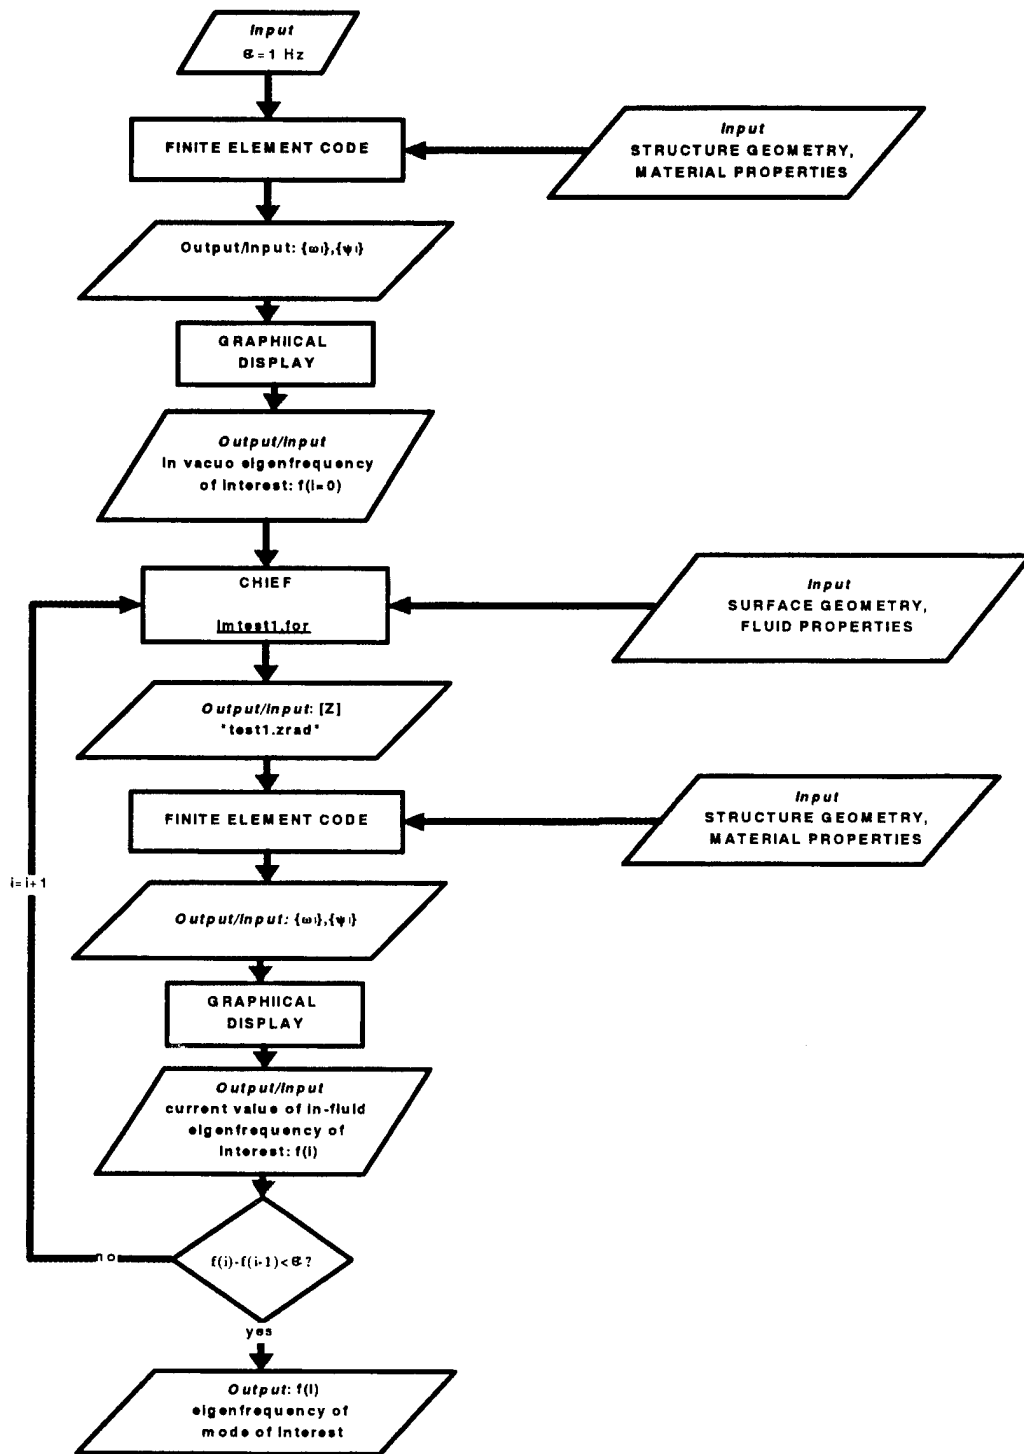 Input
є=1 Hz
FINITE ELEMENT CODE
Input
STRUCTURE GEOMETRY,
MATERIAL PROPERTIES
Output/Input: {ωi},{ψi}
GRAPHIICAL
DISPLAY
Output/Input
In vacuo eigenfrequency
of Interest: f(i=0)
CHIEF
lmtest1.for
Input
SURFACE GEOMETRY,
FLUID PROPERTIES
Output/Input: [Z]
"test1.zrad"
FINITE ELEMENT CODE
Input
STRUCTURE GEOMETRY,
MATERIAL PROPERTIES
i=i+1
Output/Input: {ωi},{ψi}
GRAPHIICAL
DISPLAY
Output/Input
current value of in-fluid
eigenfrequency of
Interest: f(i)
no
f(i)-f(i-1)<є?
yes
Output: f(i)
eigenfrequency of
mode of Interest